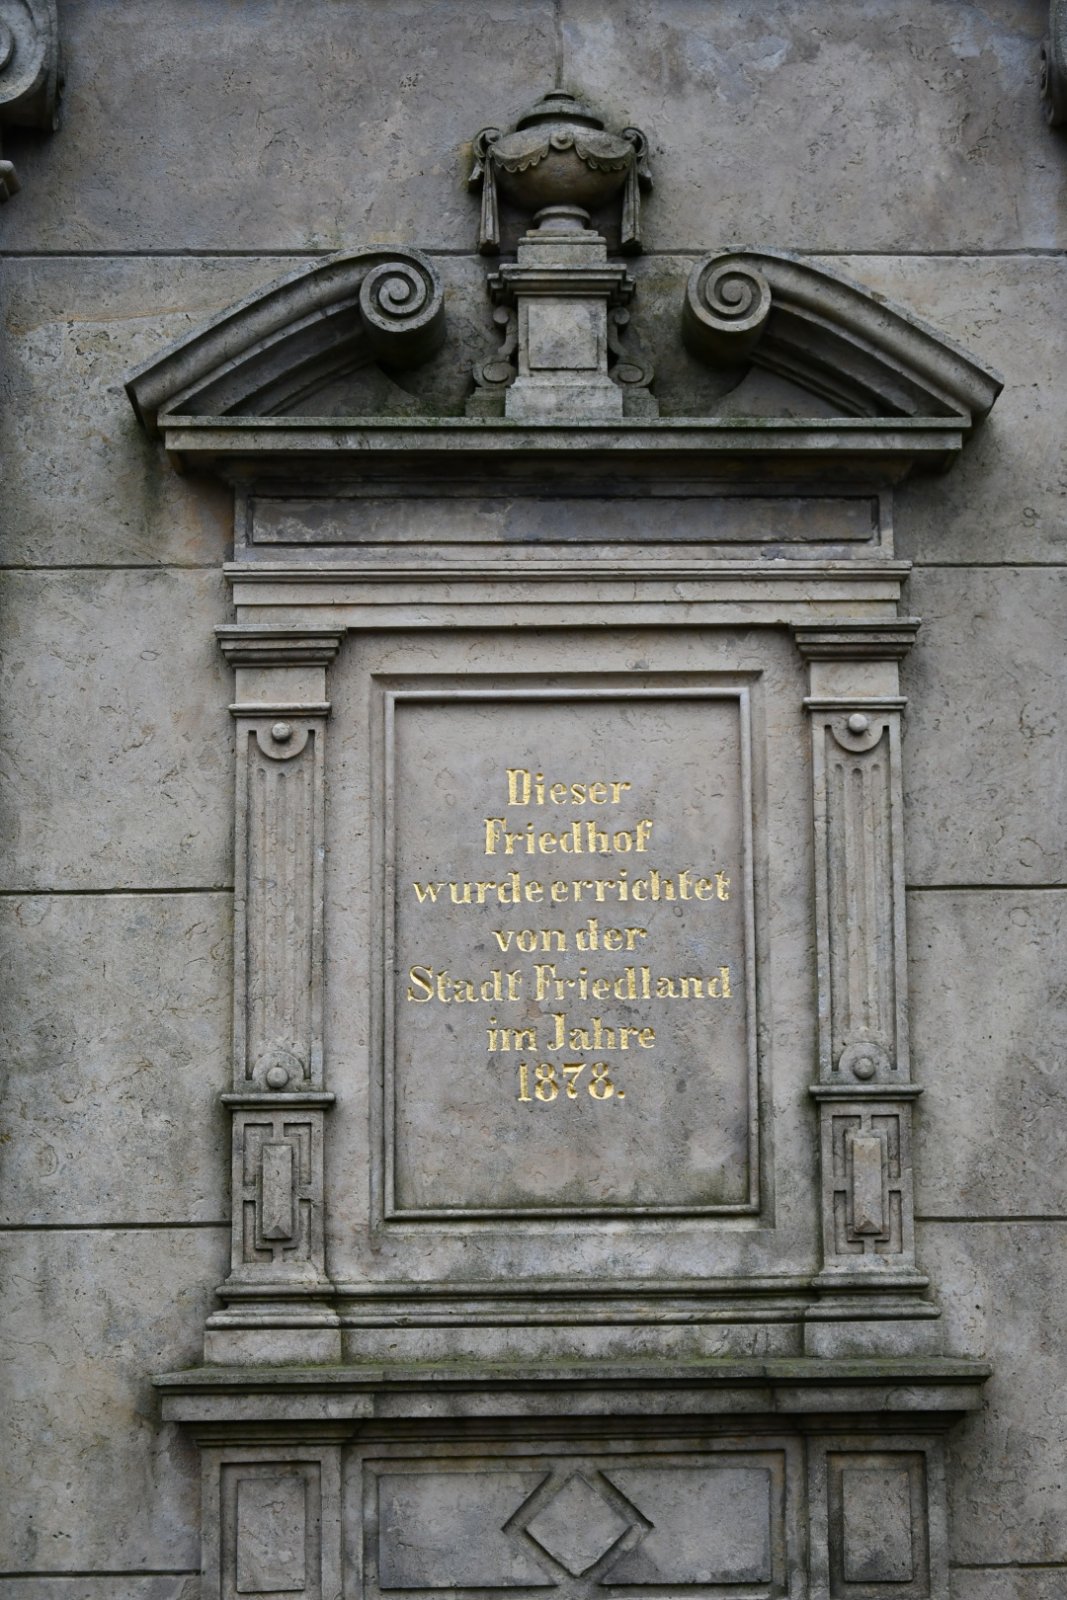 Dieser
Friedhof
wurde errichtet
von der
Stadt Friedland
im Jahre
1878.